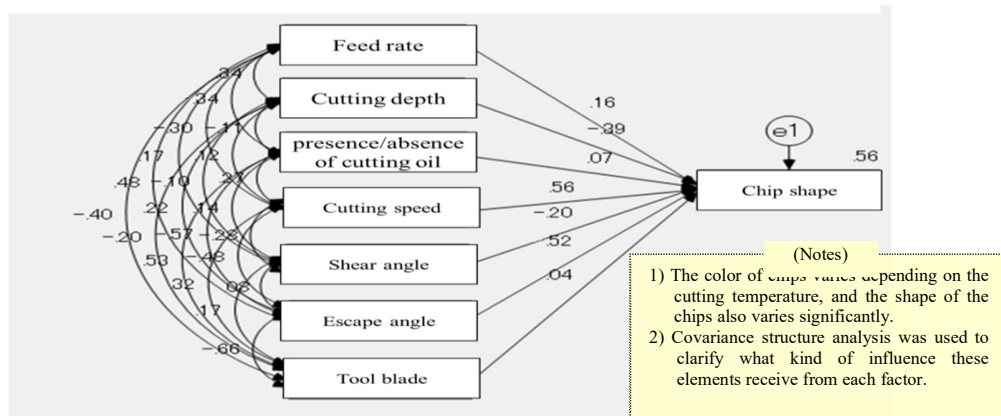 Feed rate
Cutting depth
presence/absence
of cutting oil
Cutting speed
Shear angle
Escape angle
Tool blade
.34
.34
-.30
-.11
.17
.12
.48
-.10
.27
-.40
.22
.14
-.20
-.57
-.28
.53
-.48
.32
.08
.17
-.66
.16
-.39
.07
.56
-.20
.52
.04
e1
.56
Chip shape
(Notes)
1) The color of chips varies depending on the
cutting temperature, and the shape of the
chips also varies significantly.
2) Covariance structure analysis was used to
clarify what kind of influence these
elements receive from each factor.